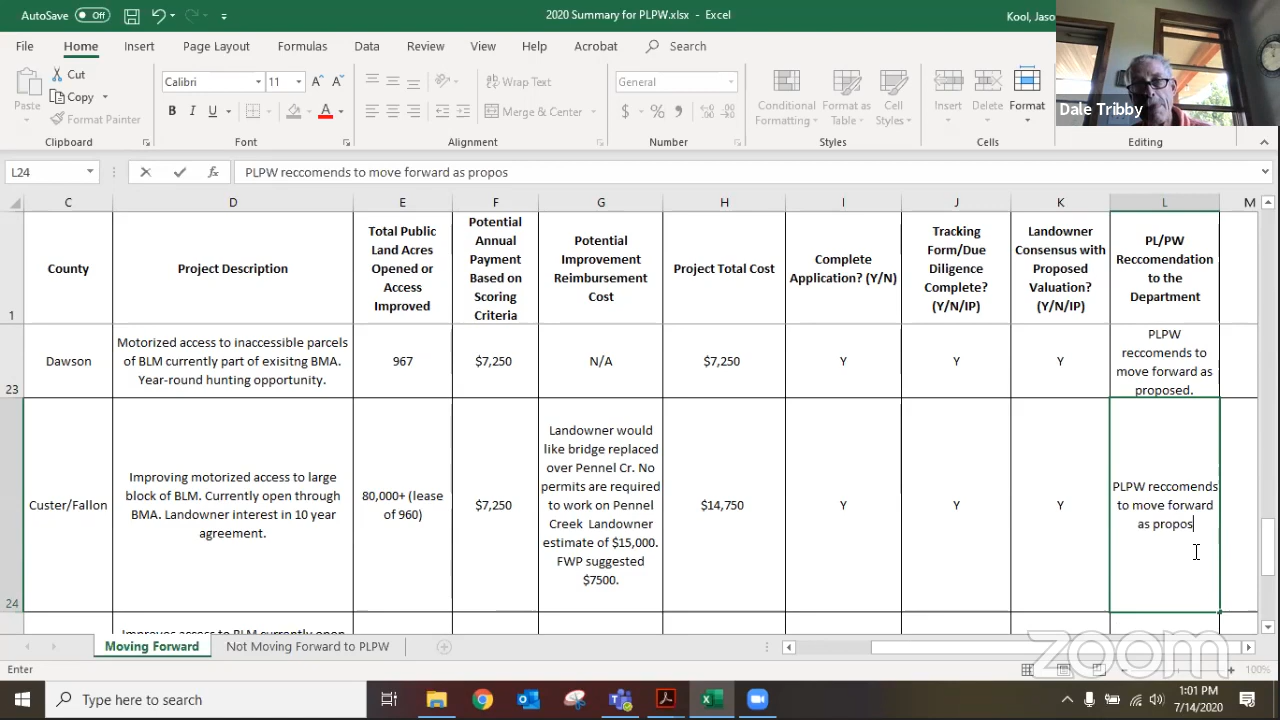 AutoSave Off
2020 Summary for PLPW.xlsx - Excel
Kool, Jaso
File Home Insert Page Layout Formulas Data Review View Help Acrobat Search
Paste
Cut
Copy
Format Painter
Clipboard
Calibri 11
B I U
Font
Wrap Text
Merge & Center
Alignment
General
$ %
Number
Conditional
Formatting
Format as
Table
Cell
Styles
Styles
Insert Delete Format
Cells
Editing
Dale Tribby
L24
fx
PLPW reccomends to move forward as propos
C D E F G H I J K L M
1
County
Project Description
Total Public
Land Acres
Opened or
Access
Improved
Potential
Annual
Payment
Based on
Scoring
Criteria
Potential
Improvement
Reimbursement
Cost
Project Total Cost
Complete
Application? (Y/N)
Tracking
Form/Due
Diligence
Complete?
(Y/N/IP)
Landowner
Consensus with
Proposed
Valuation?
(Y/N/IP)
PL/PW
Reccomendation
to the
Department
23
Dawson
Motorized access to inaccessible parcels
of BLM currently part of exisitng BMA.
Year-round hunting opportunity.
967
$7,250
N/A
$7,250
Y
Y
Y
PLPW
reccomends to
move forward as
proposed.
24
Custer/Fallon
Improving motorized access to large
block of BLM. Currently open through
BMA. Landowner interest in 10 year
agreement.
80,000+ (lease
of 960)
$7,250
Landowner would
like bridge replaced
over Pennel Cr. No
permits are required
to work on Pennel
Creek Landowner
estimate of $15,000.
FWP suggested
$7500.
$14,750
Y
Y
Y
PLPW reccomends
to move forward
as propos
Improves access to BLM currently open
Moving Forward
Not Moving Forward to PLPW
Enter
100%
zoom
Type here to search
1:01 PM
7/14/2020